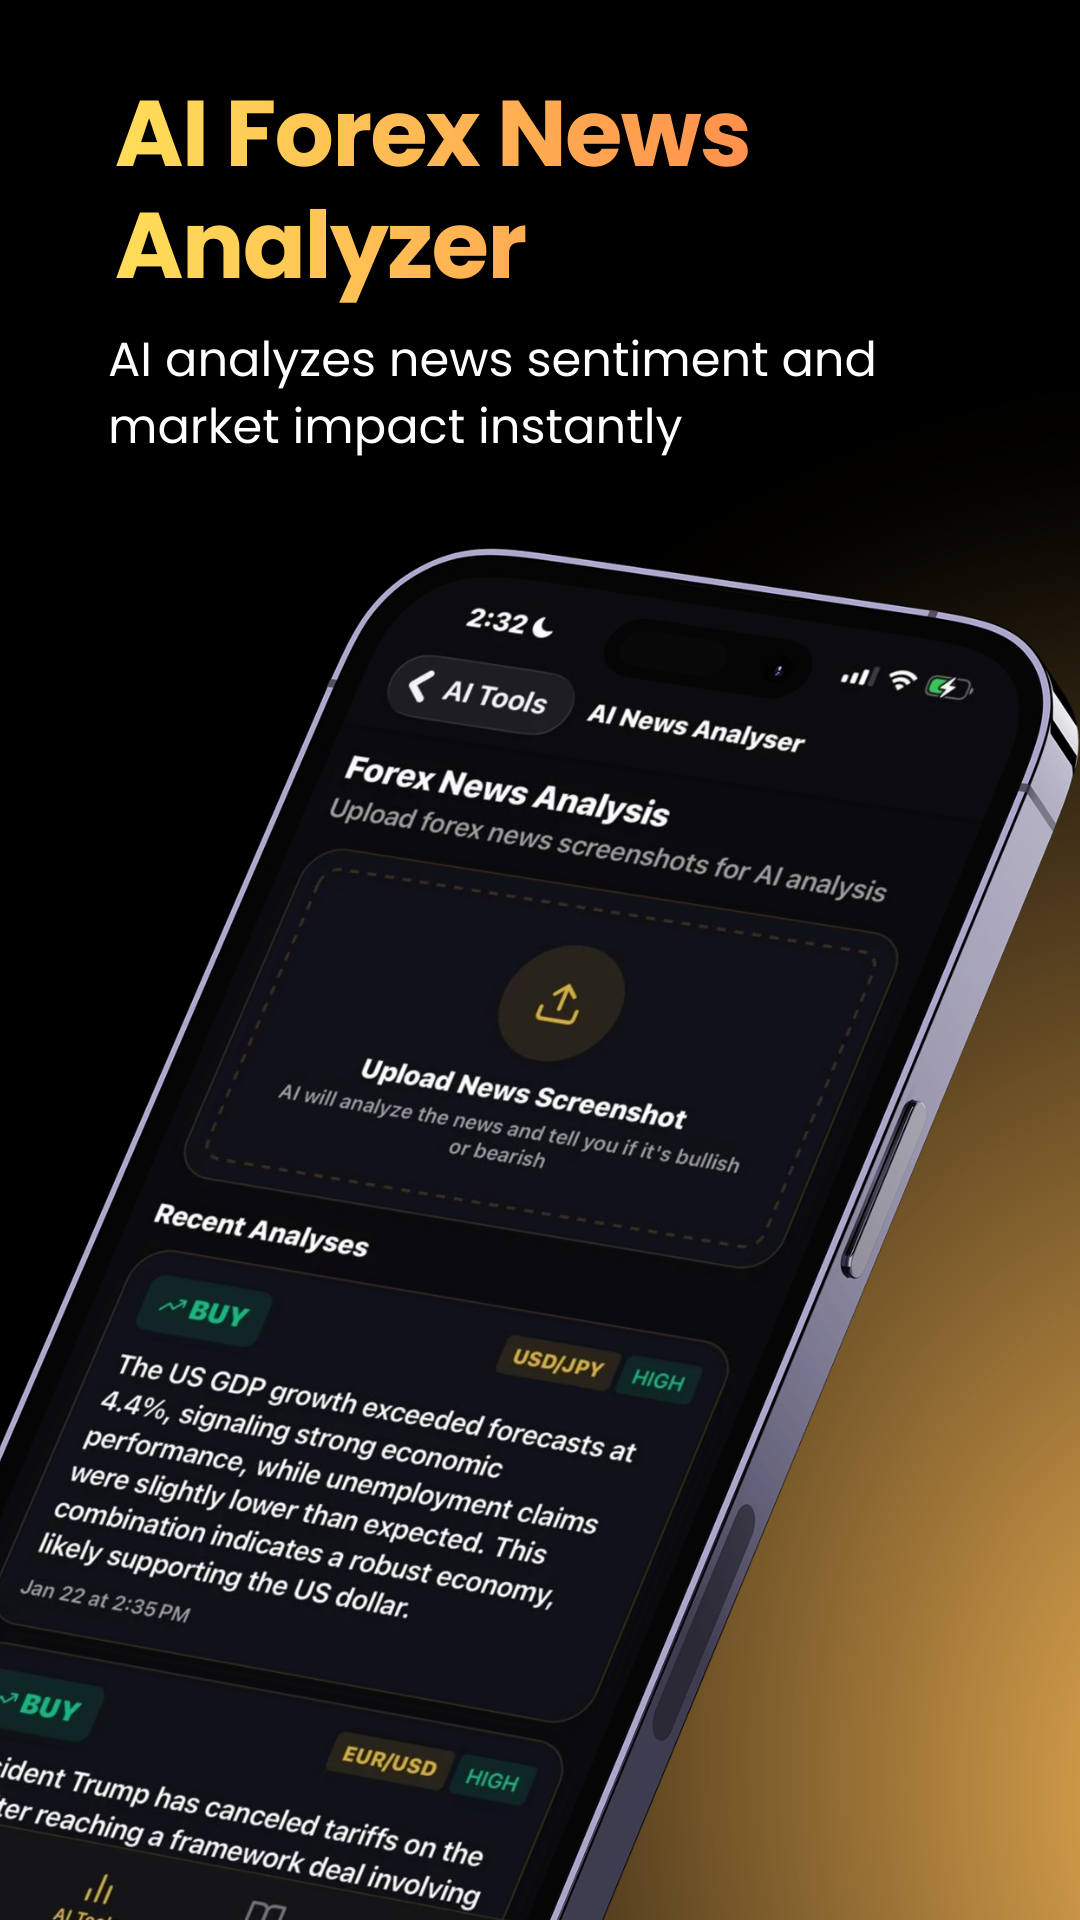 AI Forex News
Analyzer
AI analyzes news sentiment and
market impact instantly
2:32
AI Tools
AI News Analyser
Forex News Analysis
Upload forex news screenshots for AI analysis
Upload News Screenshot
AI will analyze the news and tell you if it's bullish
or bearish
Recent Analyses
BUY
USD/JPY
HIGH
The US GDP growth exceeded forecasts at
4.4%, signaling strong economic
performance, while unemployment claims
were slightly lower than expected. This
combination indicates a robust economy,
likely supporting the US dollar.
Jan 22 at 2:35 PM
BUY
EUR/USD
HIGH
Trump has canceled tariffs on the
reaching a framework deal involving
AI